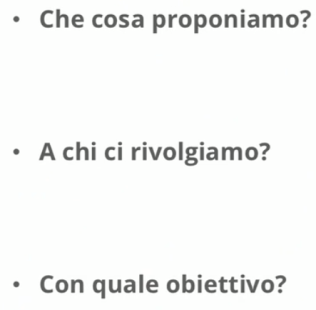 • Che cosa proponiamo?
• A chi ci rivolgiamo?
• Con quale obiettivo?